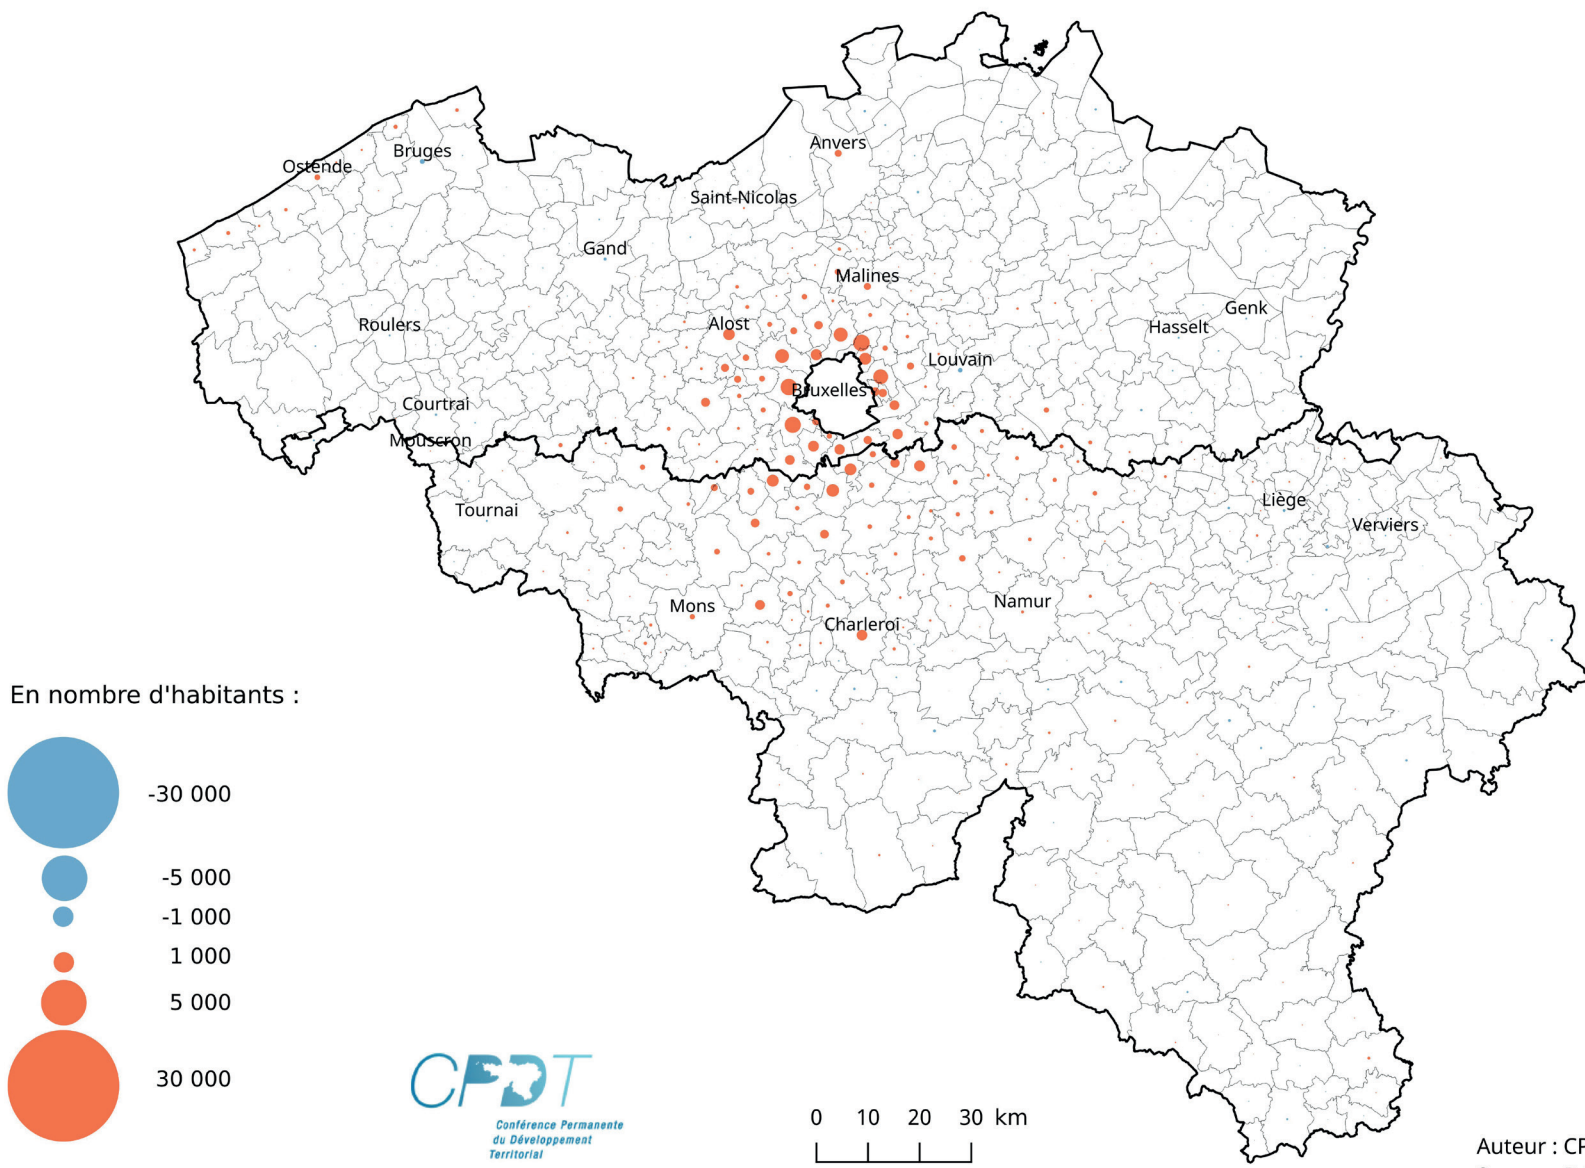 Anvers
Bruges
Ostende
Saint-Nicolas
Gand
Malines
Genk
Roulers
Alost
Hasselt
Louvain
Bruxelles
Courtrai
Mouscron
Tournai
Liège
Verviers
Mons
Namur
Charleroi
En nombre d'habitants :
-30 000
-5 000
-1 000
1 000
5 000
30 000
CPDT
Conférence Permanente
du Développement
Territorial
0 10 20 30 km
Auteur : CP